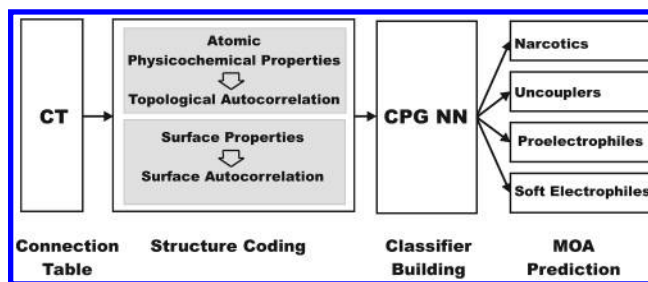 CT
Atomic
Physicochemical Properties
Topological Autocorrelation
Surface Properties
Surface Autocorrelation
CPG NN
Narcotics
Uncouplers
Proelectrophiles
Soft Electrophiles
Connection
Table
Structure Coding
Classifier
Building
MOA
Prediction